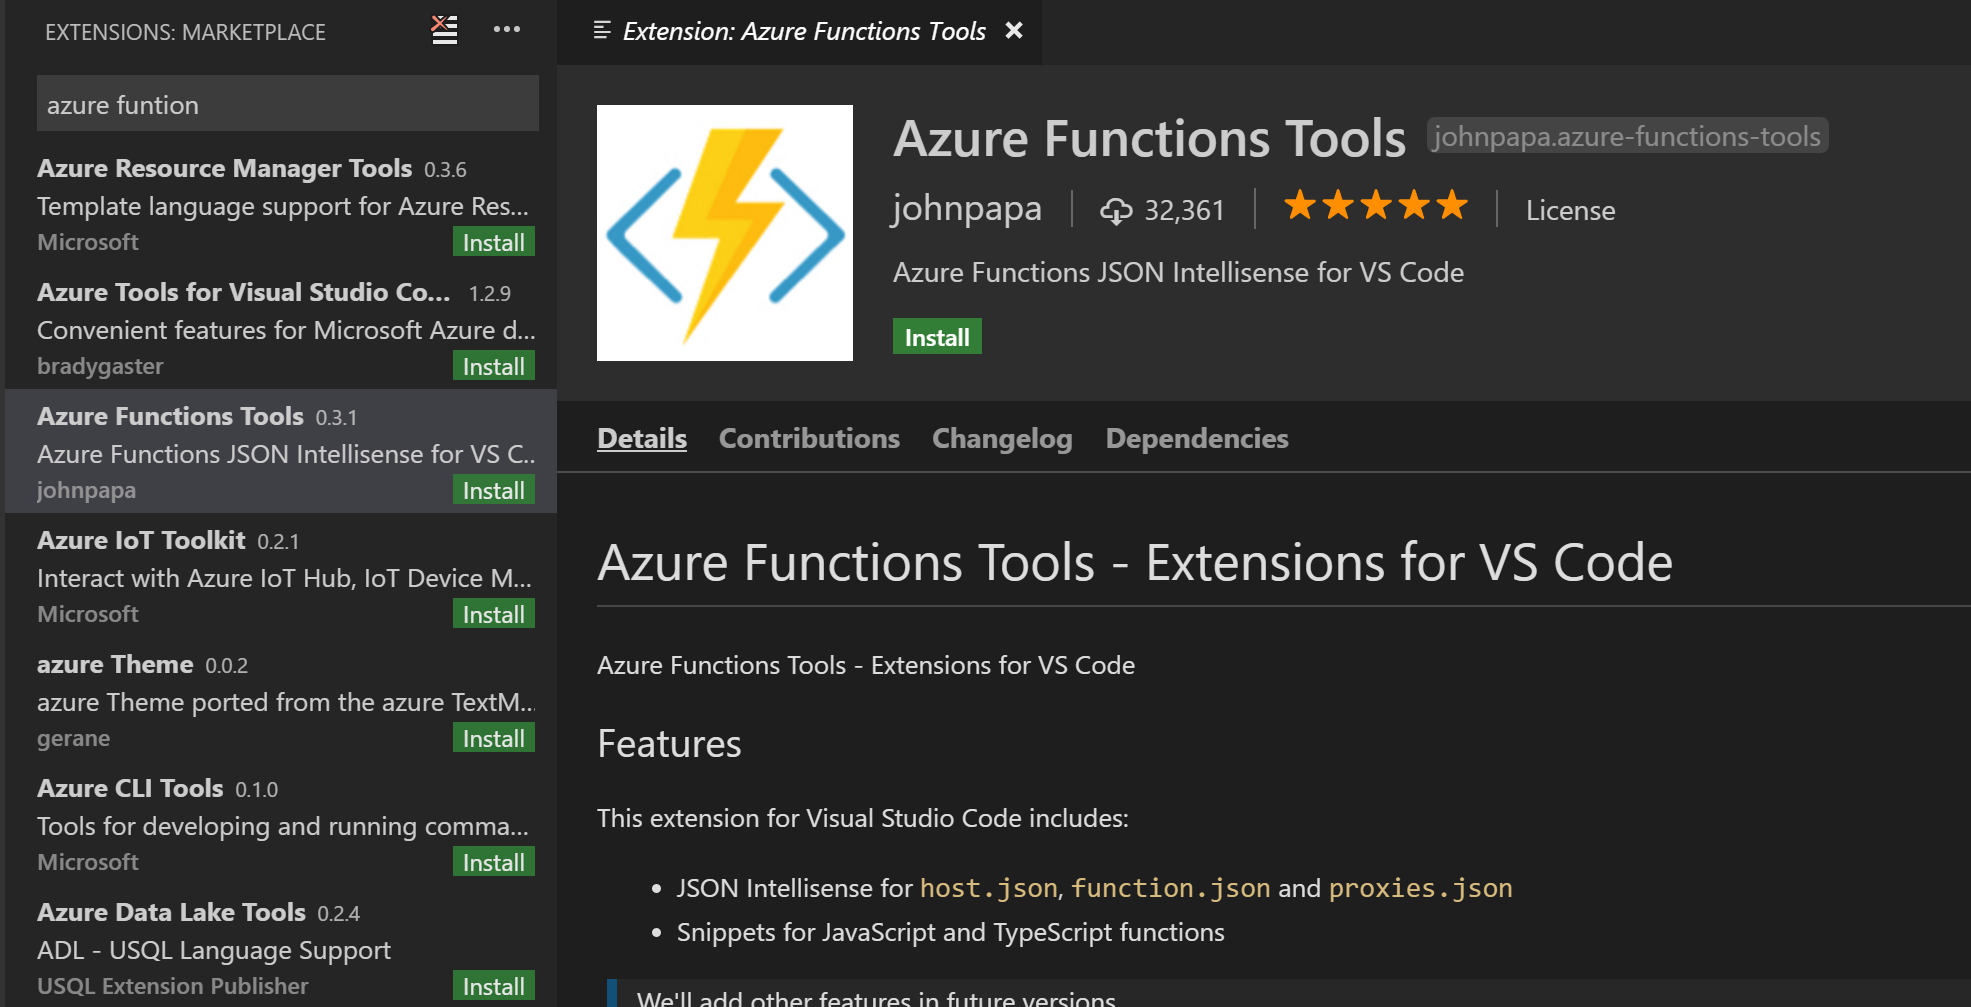 EXTENSIONS: MARKETPLACE
azure funtion
Azure Resource Manager Tools 0.3.6
Template language support for Azure Res...
Microsoft Install
Azure Tools for Visual Studio Co... 1.2.9
Convenient features for Microsoft Azure d...
bradygaster Install
Azure Functions Tools 0.3.1
Azure Functions JSON Intellisense for VS C..
johnpapa Install
Azure IoT Toolkit 0.2.1
Interact with Azure IoT Hub, IoT Device M...
Microsoft Install
azure Theme 0.0.2
azure Theme ported from the azure TextM...
gerane Install
Azure CLI Tools 0.1.0
Tools for developing and running comma...
Microsoft Install
Azure Data Lake Tools 0.2.4
ADL - USQL Language Support
USQL Extension Publisher Install
Extension: Azure Functions Tools
Azure Functions Tools johnpapa.azure-functions-tools
johnpapa 32,361 License
Azure Functions JSON Intellisense for VS Code
Install
Details Contributions Changelog Dependencies
Azure Functions Tools - Extensions for VS Code
Azure Functions Tools - Extensions for VS Code
Features
This extension for Visual Studio Code includes:
• JSON Intellisense for host.json, function.json and proxies.json
• Snippets for JavaScript and TypeScript functions
We'll add other features in future versions